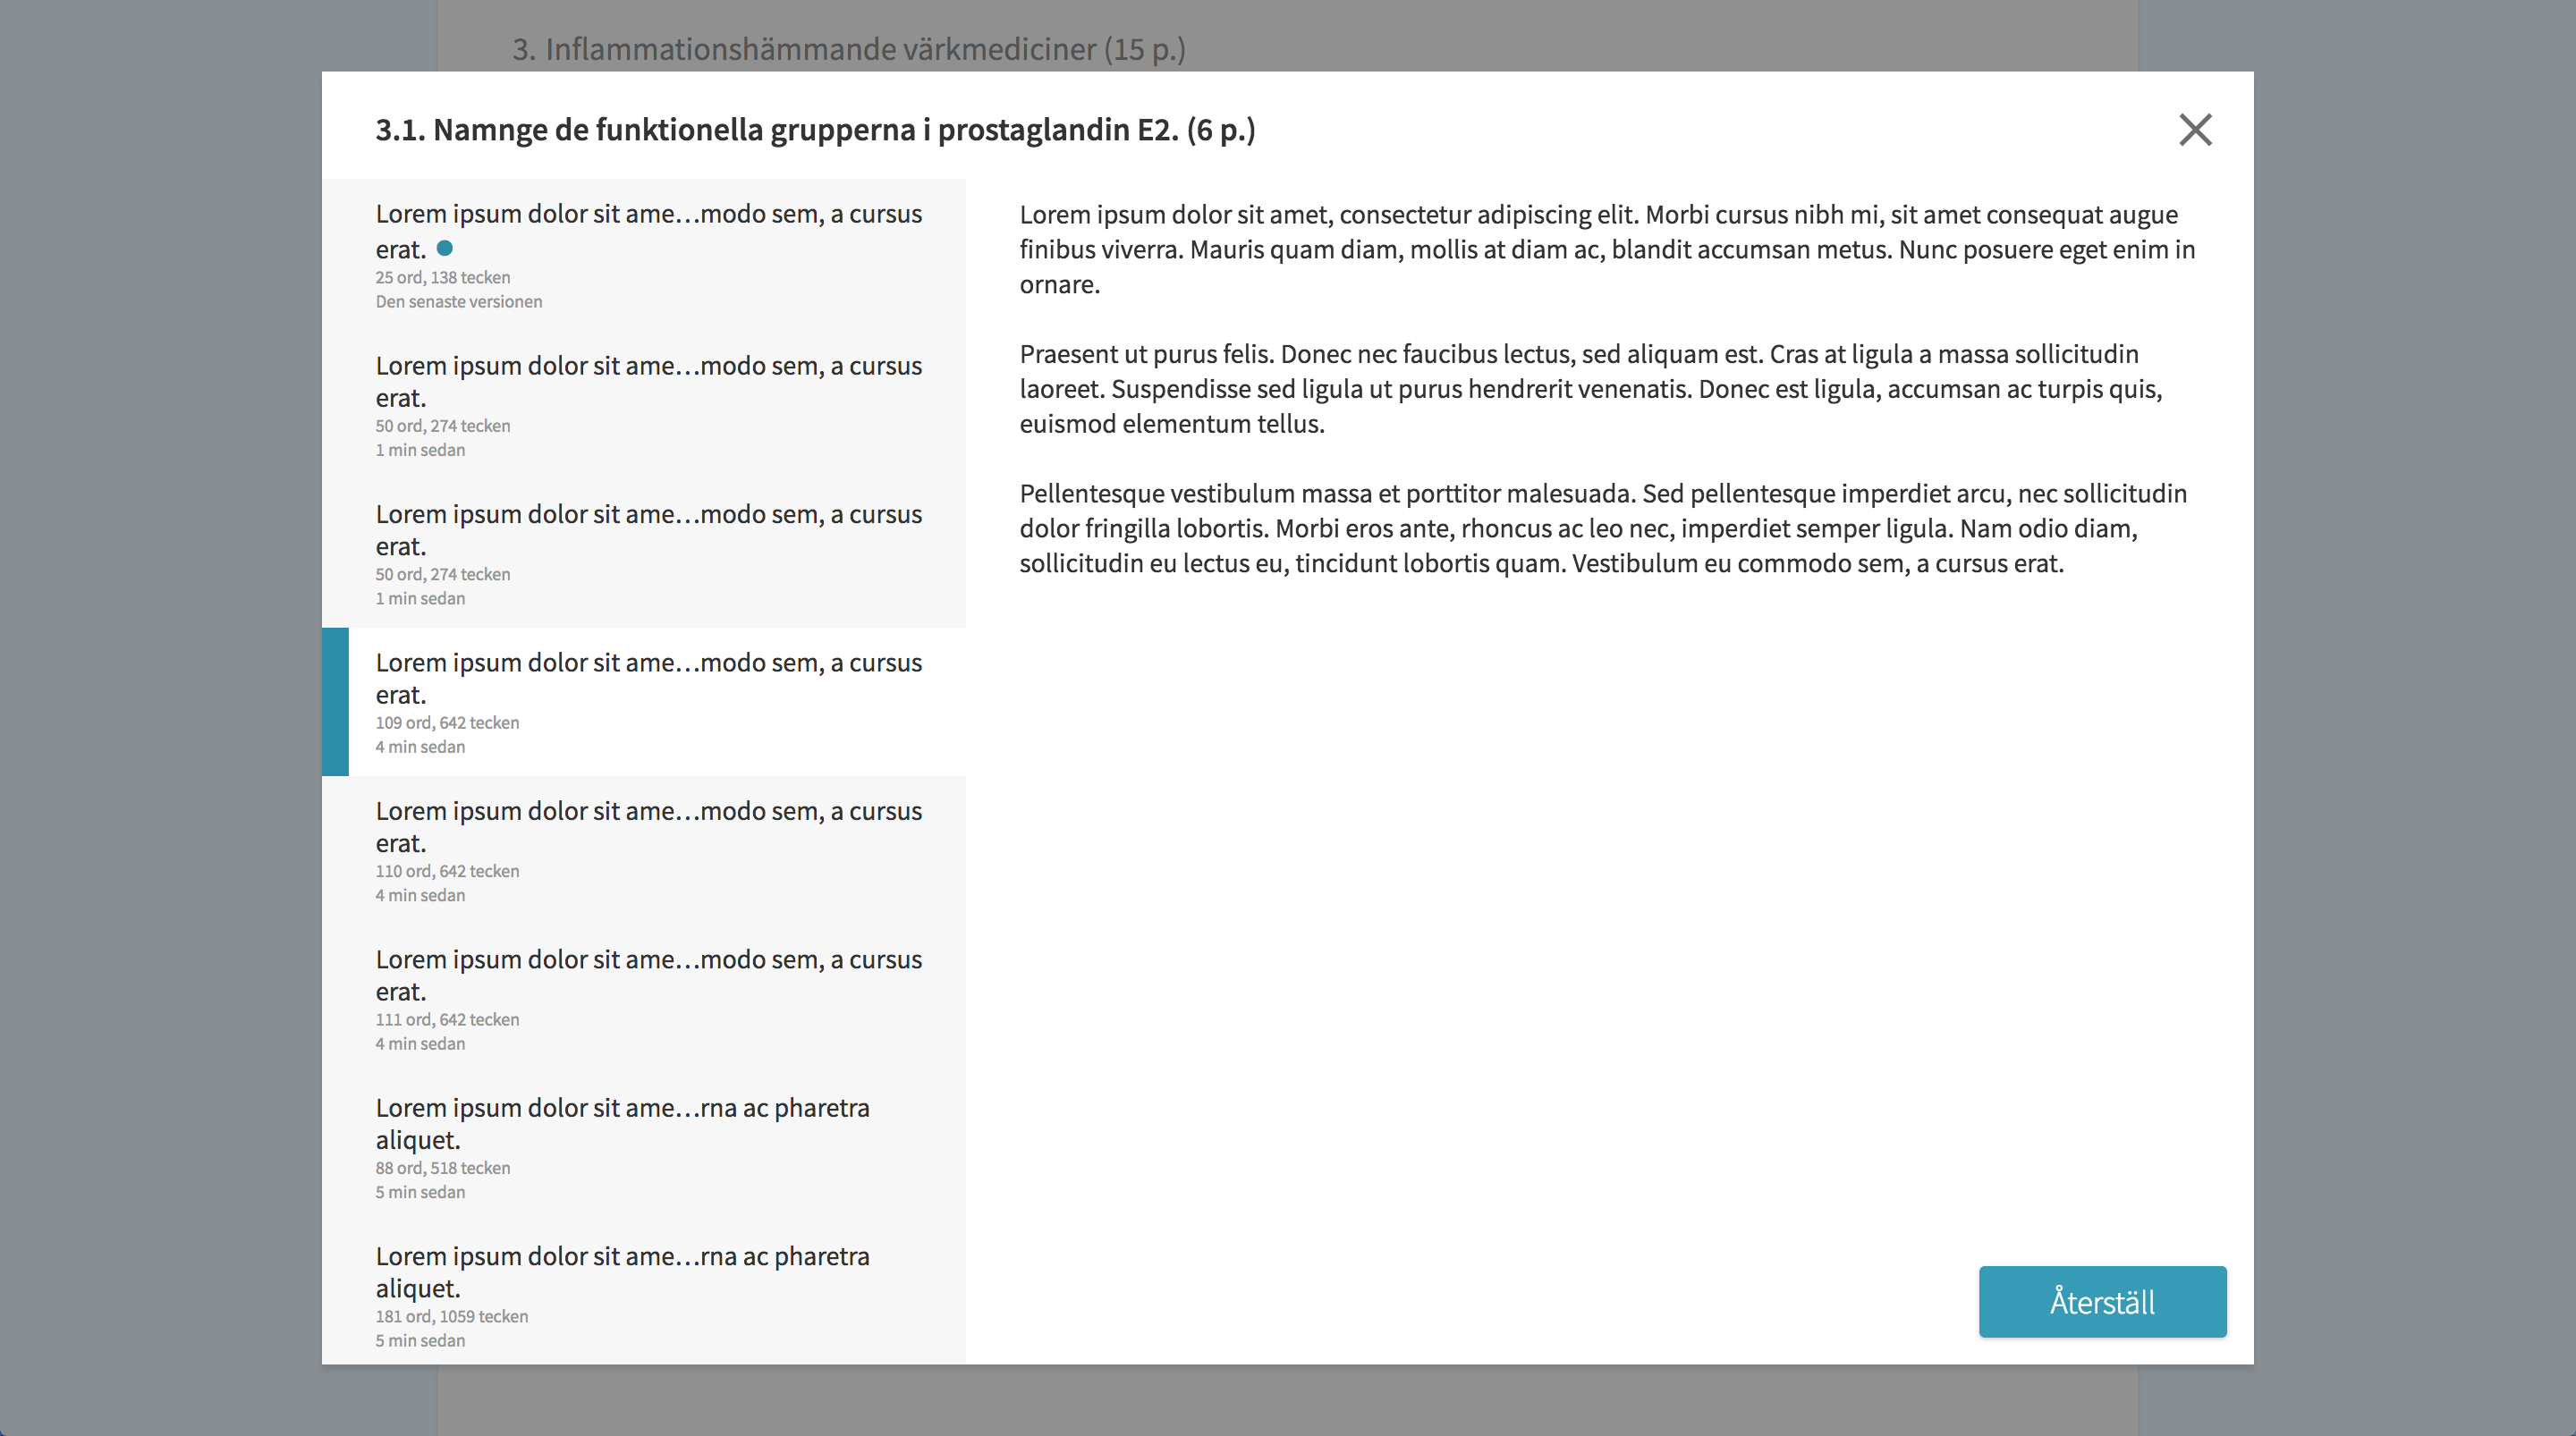 3. Inflammationshämmande värkmediciner (15 p.)
3.1. Namnge de funktionella grupperna i prostaglandin E2. (6 p.)
Lorem ipsum dolor sit ame…modo sem, a cursus
erat.
25 ord, 138 tecken
Den senaste versionen
Lorem ipsum dolor sit ame…modo sem, a cursus
erat.
50 ord, 274 tecken
1 min sedan
Lorem ipsum dolor sit ame…modo sem, a cursus
erat.
50 ord, 274 tecken
1 min sedan
Lorem ipsum dolor sit ame…modo sem, a cursus
erat.
109 ord, 642 tecken
4 min sedan
Lorem ipsum dolor sit ame…modo sem, a cursus
erat.
110 ord, 642 tecken
4 min sedan
Lorem ipsum dolor sit ame…modo sem, a cursus
erat.
111 ord, 642 tecken
4 min sedan
Lorem ipsum dolor sit ame…rna ac pharetra
aliquet.
88 ord, 518 tecken
5 min sedan
Lorem ipsum dolor sit ame…rna ac pharetra
aliquet.
181 ord, 1059 tecken
5 min sedan
Lorem ipsum dolor sit amet, consectetur adipiscing elit. Morbi cursus nibh mi, sit amet consequat augue
finibus viverra. Mauris quam diam, mollis at diam ac, blandit accumsan metus. Nunc posuere eget enim in
ornare.
Praesent ut purus felis. Donec nec faucibus lectus, sed aliquam est. Cras at ligula a massa sollicitudin
laoreet. Suspendisse sed ligula ut purus hendrerit venenatis. Donec est ligula, accumsan ac turpis quis,
euismod elementum tellus.
Pellentesque vestibulum massa et porttitor malesuada. Sed pellentesque imperdiet arcu, nec sollicitudin
dolor fringilla lobortis. Morbi eros ante, rhoncus ac leo nec, imperdiet semper ligula. Nam odio diam,
sollicitudin eu lectus eu, tincidunt lobortis quam. Vestibulum eu commodo sem, a cursus erat.
Återställ